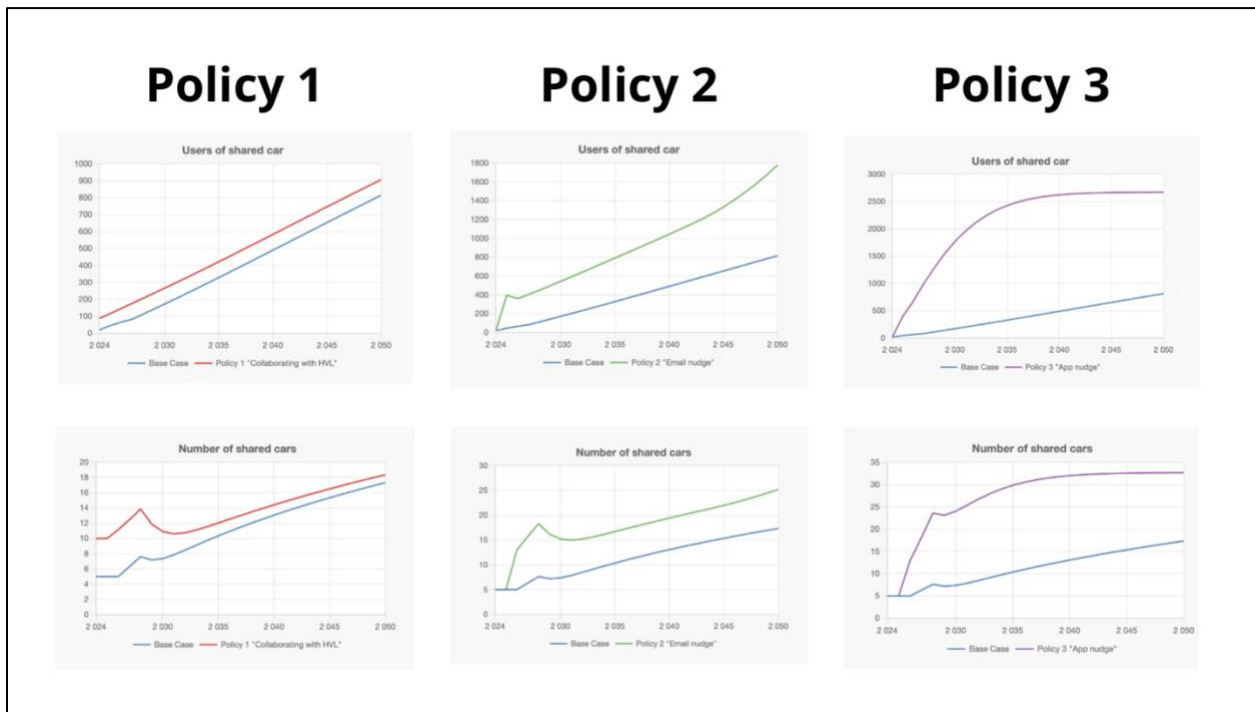 Policy 1
Policy 2
Policy 3
Users of shared car
1000
900
800
700
600
500
400
300
200
100
0
2 024 2 030 2 035 2 040 2 045 2 050
Base Case Policy 1 "Collaborating with HVL"
Users of shared car
1800
1600
1400
1200
1000
800
600
400
200
0
2 024 2 030 2 035 2 040 2 045 2 050
Base Case Policy 2 "Email nudge"
Users of shared car
3000
2500
2000
1500
1000
500
0
2 024 2 030 2 035 2 040 2 045 2 050
Base Case Policy 3 "App nudge"
Number of shared cars
20
18
16
14
12
10
8
6
4
2
0
2 024 2 030 2 035 2 040 2 045 2 050
Base Case Policy 1 "Collaborating with HVL"
Number of shared cars
30
25
20
15
10
5
0
2 024 2 030 2 035 2 040 2 045 2 050
Base Case Policy 2 "Email nudge"
Number of shared cars
35
30
25
20
15
10
5
0
2 024 2 030 2 035 2 040 2 045 2 050
Base Case Policy 3 "App nudge"